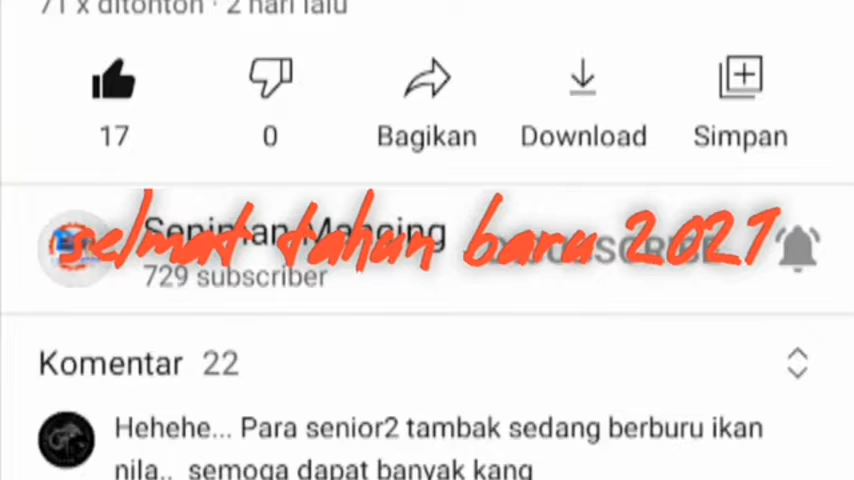 71 x ditonton · 2 hari lalu
17
0
Bagikan
Download
Simpan
selmat tahun baru 2021
Mancing
729 subscriber
Komentar 22
Hehehe... Para senior2 tambak sedang berburu ikan
nila.. semoga dapat banyak kang